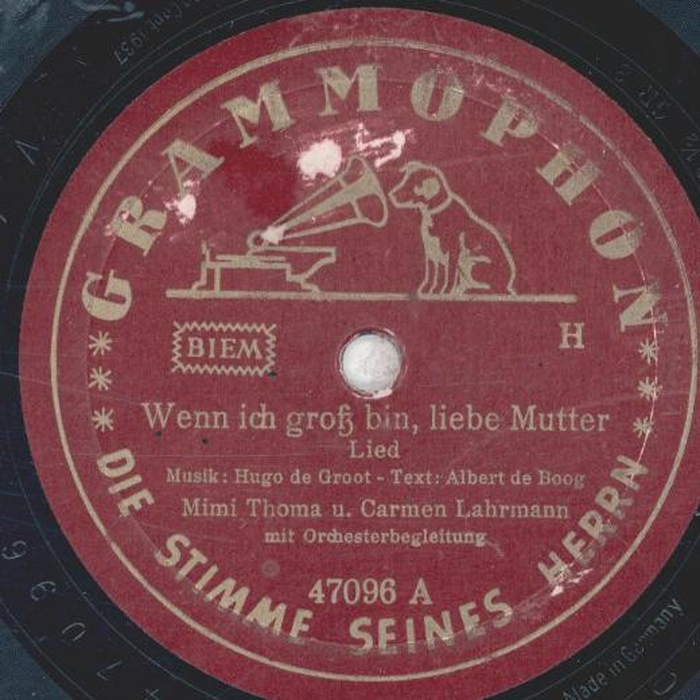 GRAMMOPHON
BIEM
H
Wenn ich groß bin, liebe Mutter
Lied
Musik: Hugo de Groot - Text: Albert de Boog
Mimi Thoma u. Carmen Lahrmann
mit Orchesterbegleitung
47096 A
DIE STIMME SEINES HERRN
Made in Germany